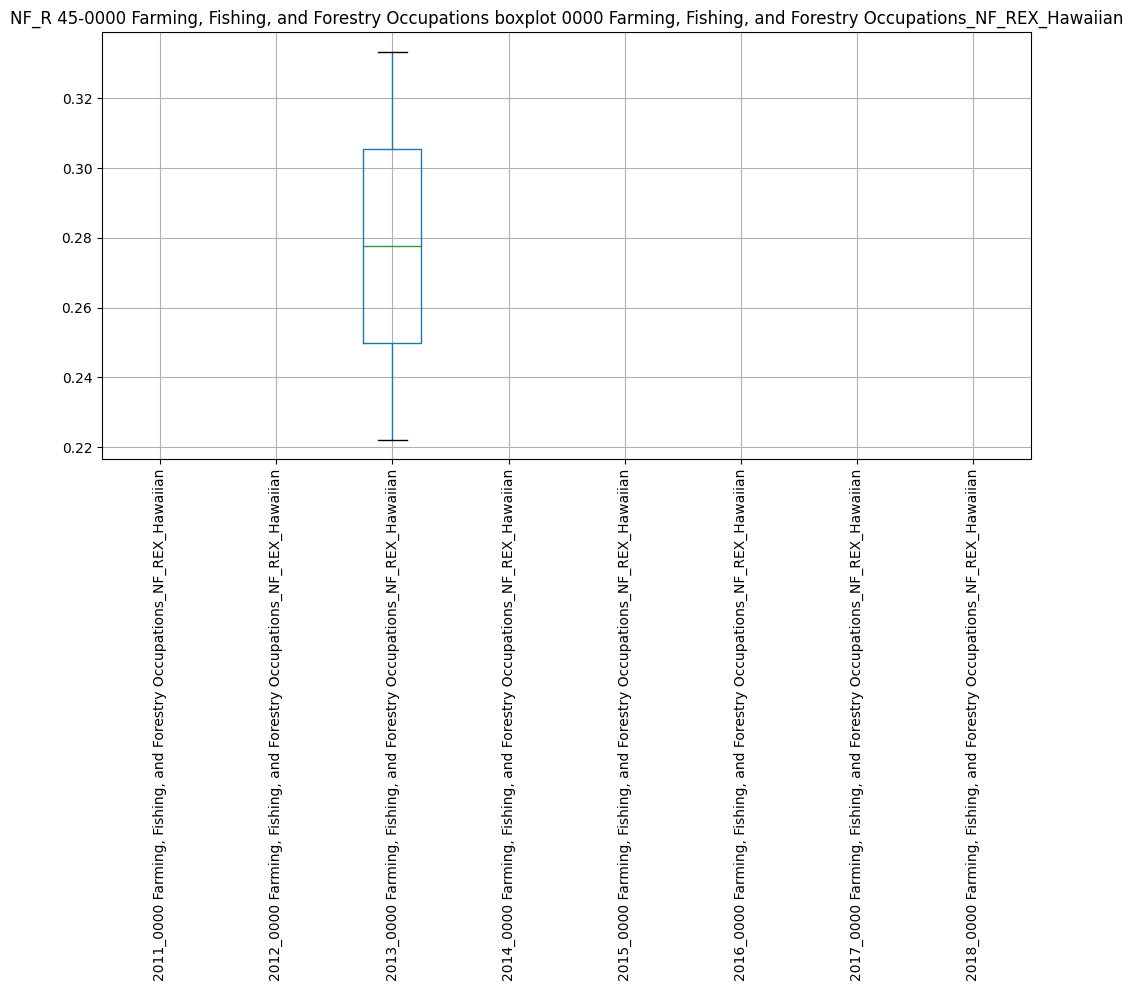 NF_R 45-0000 Farming, Fishing, and Forestry Occupations boxplot 0000 Farming, Fishing, and Forestry Occupations_NF_REX_Hawaiian
0.32
0.30
0.28
0.26
0.24
0.22
2011_0000 Farming, Fishing, and Forestry Occupations_NF_REX_Hawaiian
2012_0000 Farming, Fishing, and Forestry Occupations_NF_REX_Hawaiian
2013_0000 Farming, Fishing, and Forestry Occupations_NF_REX_Hawaiian
2014_0000 Farming, Fishing, and Forestry Occupations_NF_REX_Hawaiian
2015_0000 Farming, Fishing, and Forestry Occupations_NF_REX_Hawaiian
2016_0000 Farming, Fishing, and Forestry Occupations_NF_REX_Hawaiian
2017_0000 Farming, Fishing, and Forestry Occupations_NF_REX_Hawaiian
2018_0000 Farming, Fishing, and Forestry Occupations_NF_REX_Hawaiian